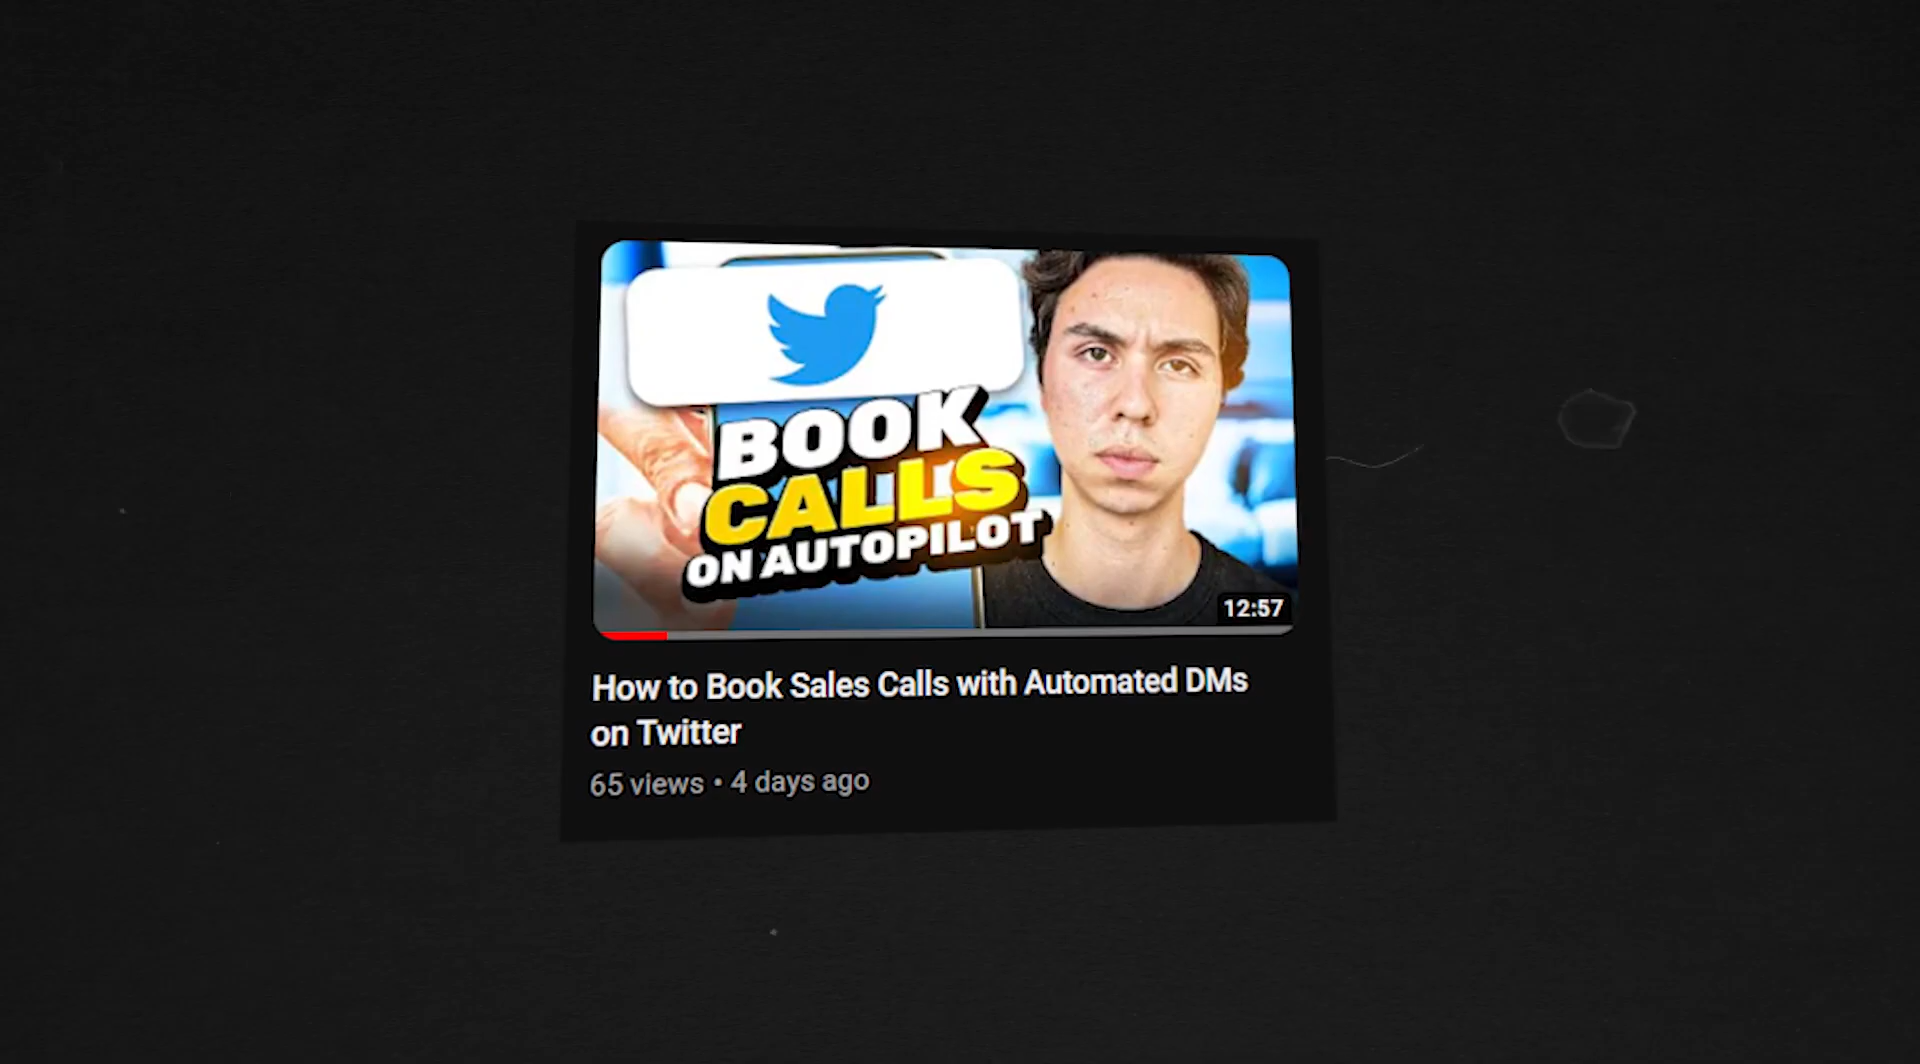 BOOK
CALLS
ON AUTOPILOT
12:57
How to Book Sales Calls with Automated DMs
on Twitter
65 views • 4 days ago